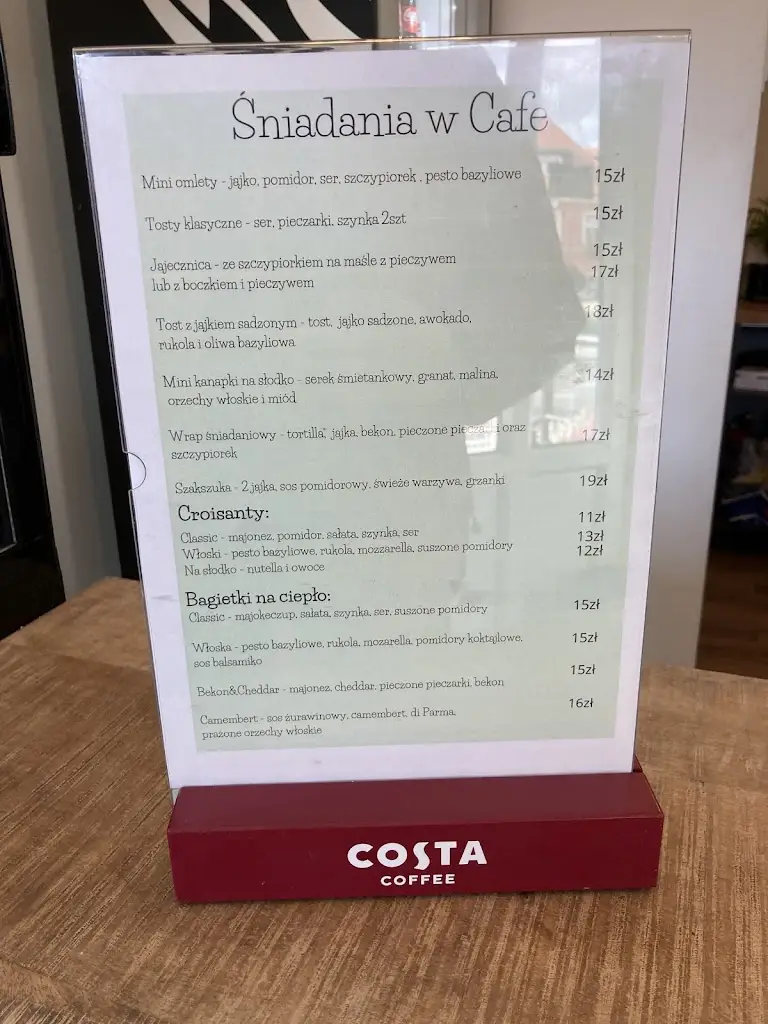 Śniadania w Cafe
Mini omlety - jajko, pomidor, ser, szczypiorek , pesto bazyliowe 15zł
Tosty klasyczne - ser, pieczarki, szynka 2szt 15zł
Jajecznica - ze szczypiorkiem na maśle z pieczywem 15zł
lub z boczkiem i pieczywem 17zł
Tost z jajkiem sadzonym - tost, jajko sadzone, awokado, 18zł
rukola i oliwa bazyliowa
Mini kanapki na słodko - serek śmietankowy, granat, malina, 14zł
orzechy włoskie i miód
Wrap śniadaniowy - tortilla, jajka, bekon, pieczone pieczarki oraz 17zł
szczypiorek
Szakszuka - 2 jajka, sos pomidorowy, świeże warzywa, grzanki 19zł
Croisanty:
Classic - majonez, pomidor, sałata, szynka, ser 11zł
Włoski - pesto bazyliowe, rukola, mozzarella, suszone pomidory 13zł
Na słodko - nutella i owoce 12zł
Bagietki na ciepło:
Classic - majokeczup, sałata, szynka, ser, suszone pomidory 15zł
Włoska - pesto bazyliowe, rukola, mozarella, pomidory koktajlowe, 15zł
sos balsamiko
Bekon&Cheddar - majonez, cheddar, pieczone pieczarki, bekon 15zł
Camembert - sos żurawinowy, camembert, di Parma, 16zł
prażone orzechy włoskie
COSTA
COFFEE